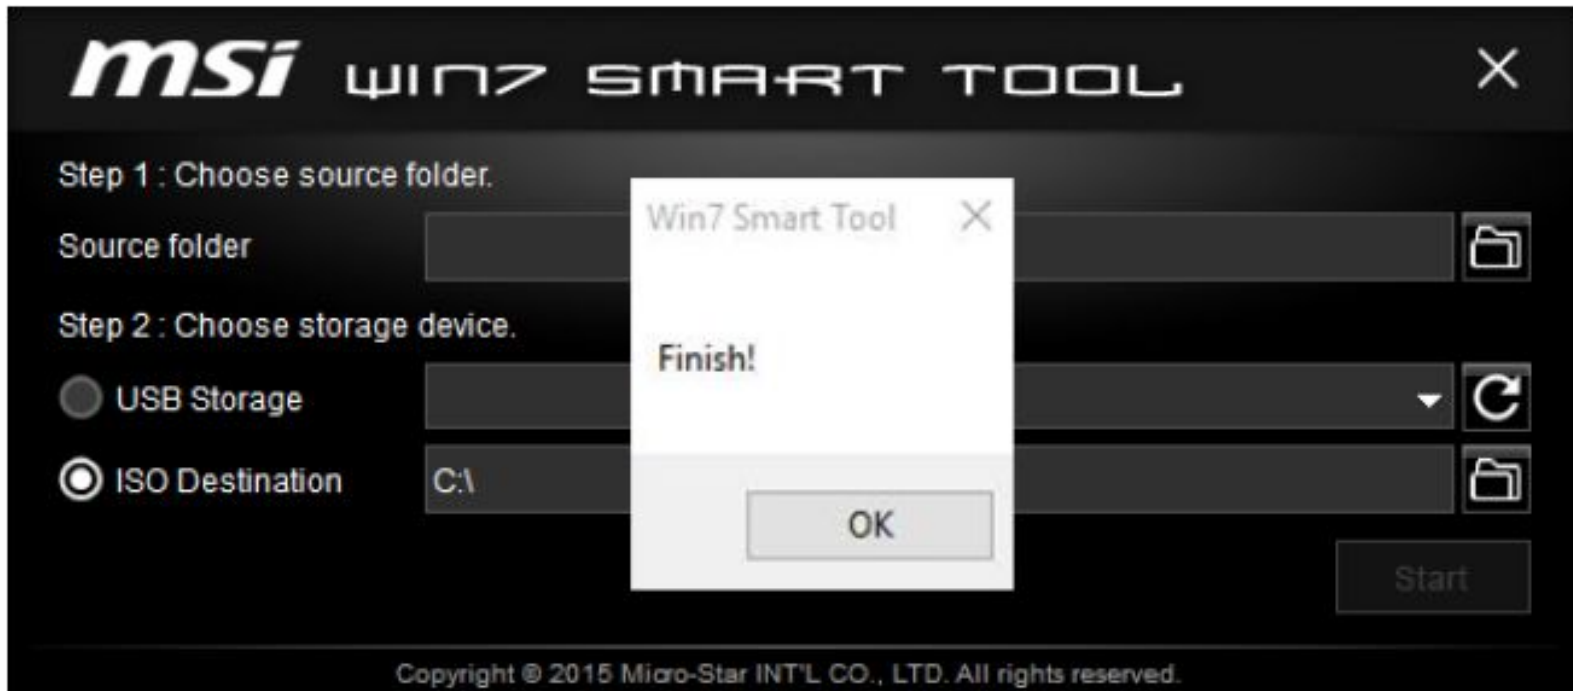 msi WIN7 SMART TOOL
Step 1 : Choose source folder.
Win7 Smart Tool
Source folder
Step 2 : Choose storage device.
Finish!
USB Storage
ISO Destination C:\
OK
Start
Copyright © 2015 Micro-Star INT'L CO., LTD. All rights reserved.